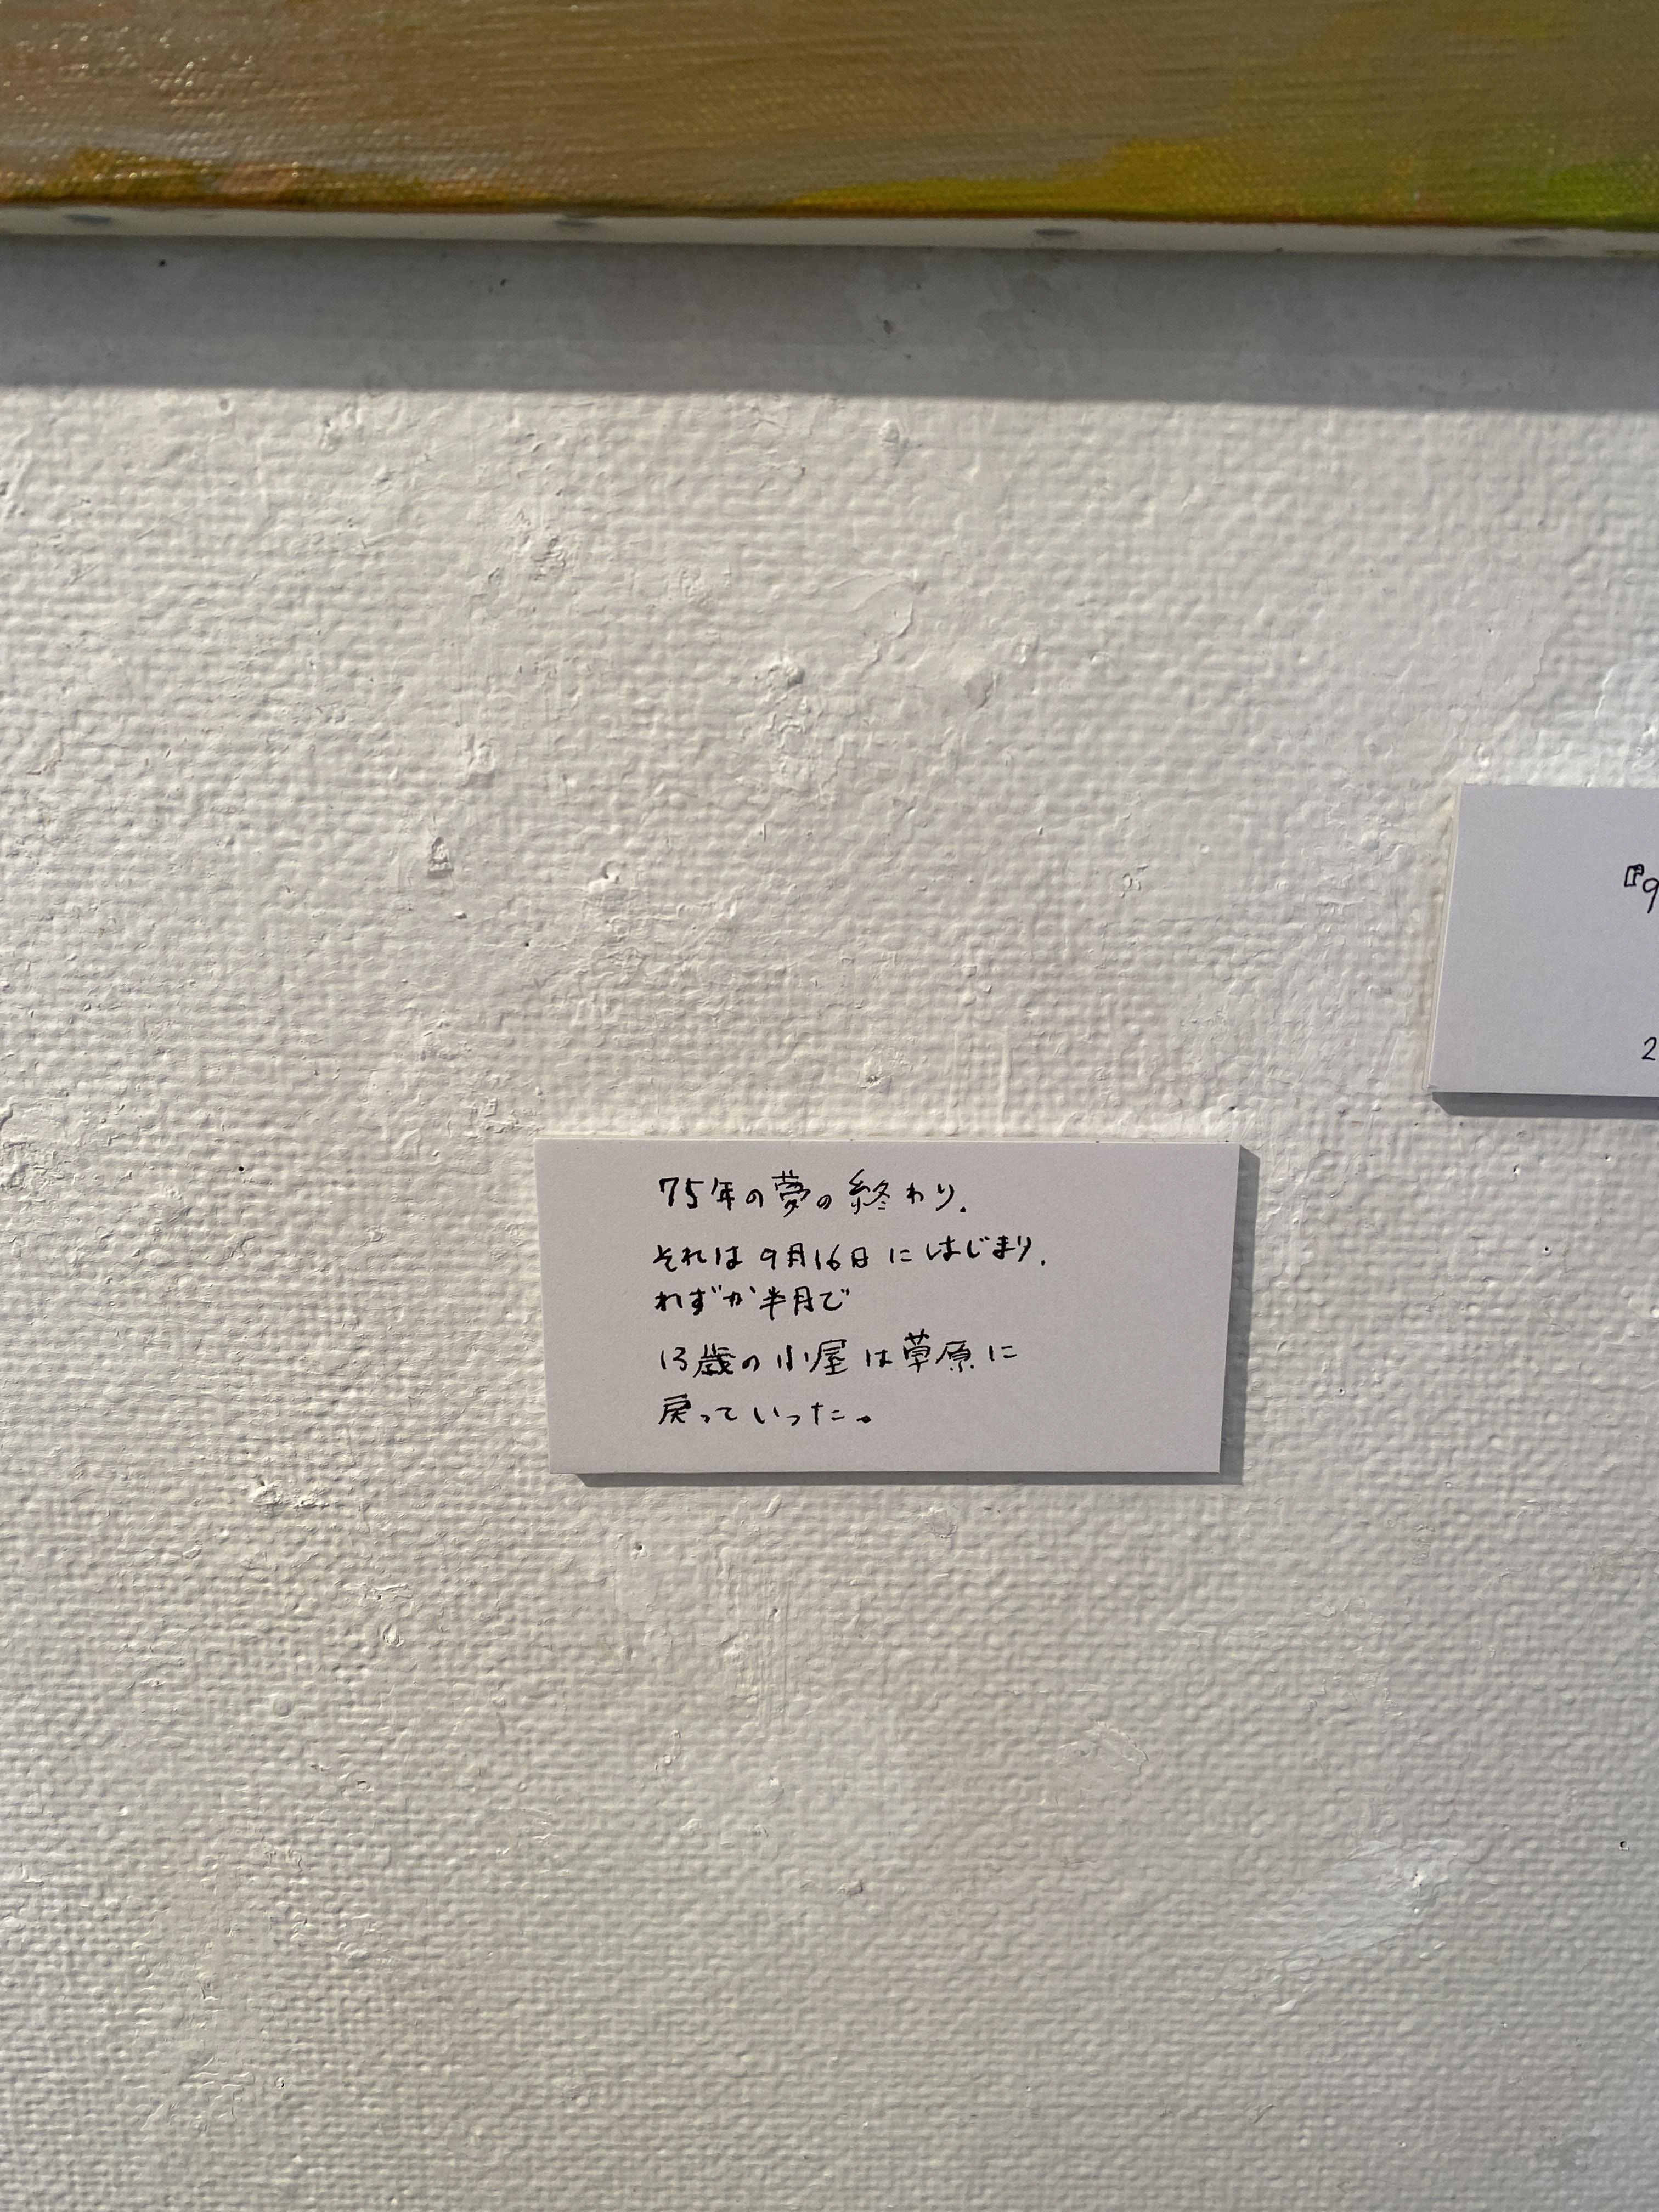 『9
2
75年の夢の終わり.
それは9月16日にはじまり.
わずか半月で
13歳の小屋は草原に
戻っていった。